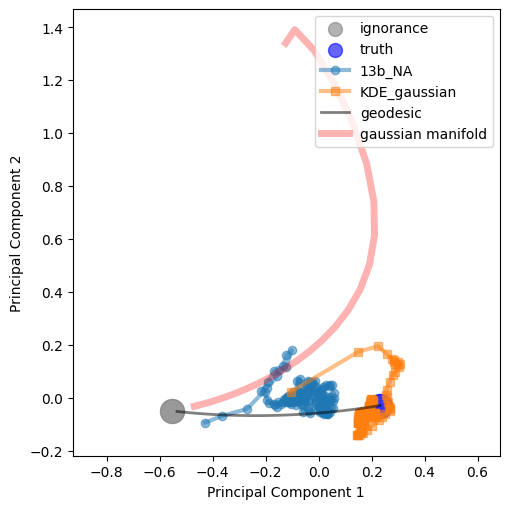 ignorance
truth
13b_NA
KDE_gaussian
geodesic
gaussian manifold
1.4
1.2
1.0
0.8
0.6
0.4
0.2
0.0
−0.2
Principal Component 2
−0.8 −0.6 −0.4 −0.2 0.0 0.2 0.4 0.6
Principal Component 1